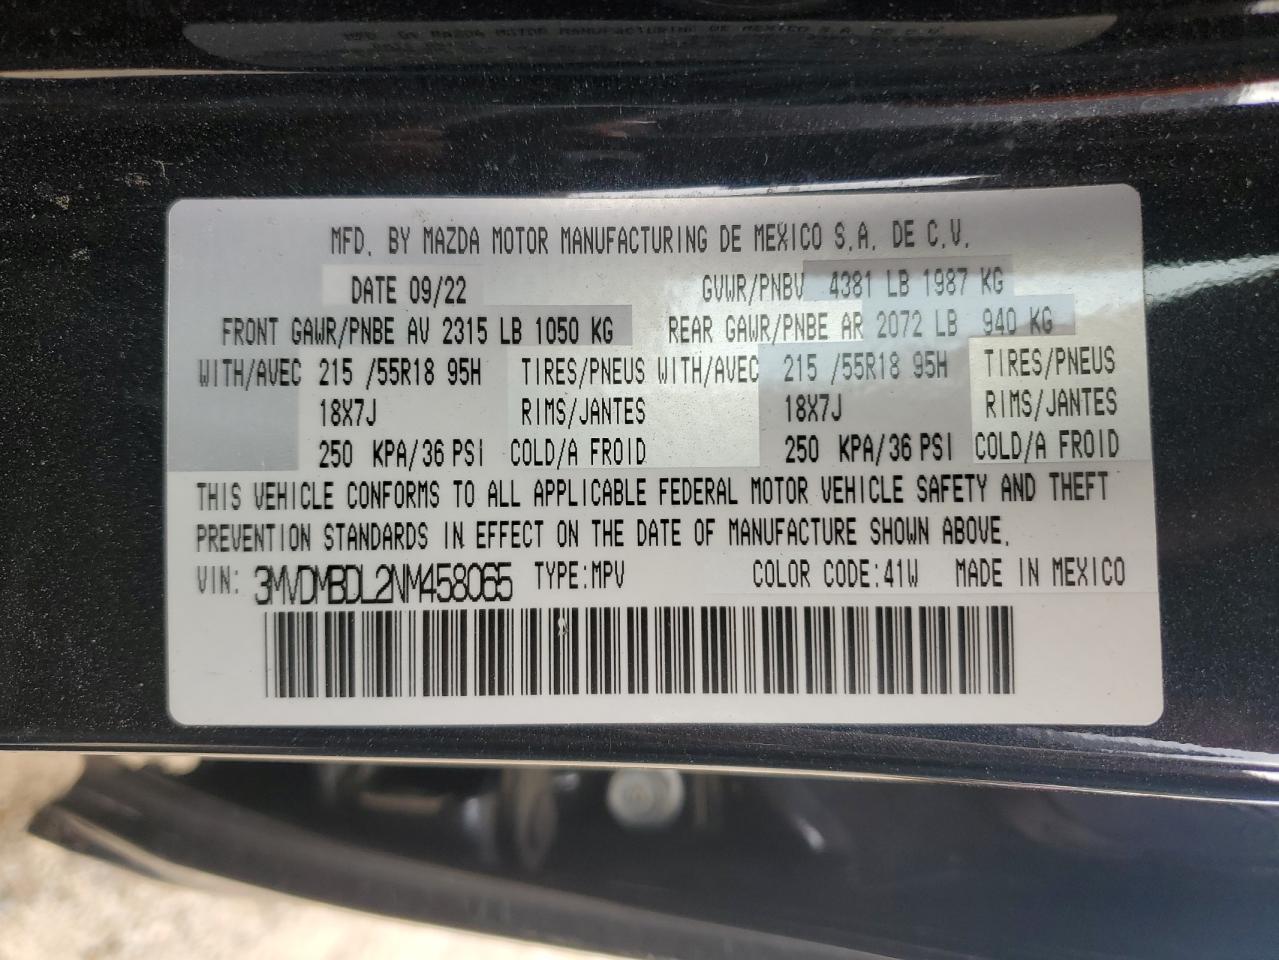 MFD. BY MAZDA MOTOR MANUFACTURING DE MEXICO S.A. DE C.V.
DATE 09/22 GVWR/PNBV 4381 LB 1987 KG
FRONT GAWR/PNBE AV 2315 LB 1050 KG REAR GAWR/PNBE AR 2072 LB 940 KG
WITH/AVEC 215 /55R18 95H TIRES/PNEUS WITH/AVEC 215 /55R18 95H TIRES/PNEUS
18X7J RIMS/JANTES 18X7J RIMS/JANTES
250 KPA/36 PSI COLD/A FROID 250 KPA/36 PSI COLD/A FROID
THIS VEHICLE CONFORMS TO ALL APPLICABLE FEDERAL MOTOR VEHICLE SAFETY AND THEFT
PREVENTION STANDARDS IN EFFECT ON THE DATE OF MANUFACTURE SHOWN ABOVE.
VIN: 3MVDMBDL2NM458065 TYPE:MPV COLOR CODE:41W MADE IN MEXICO